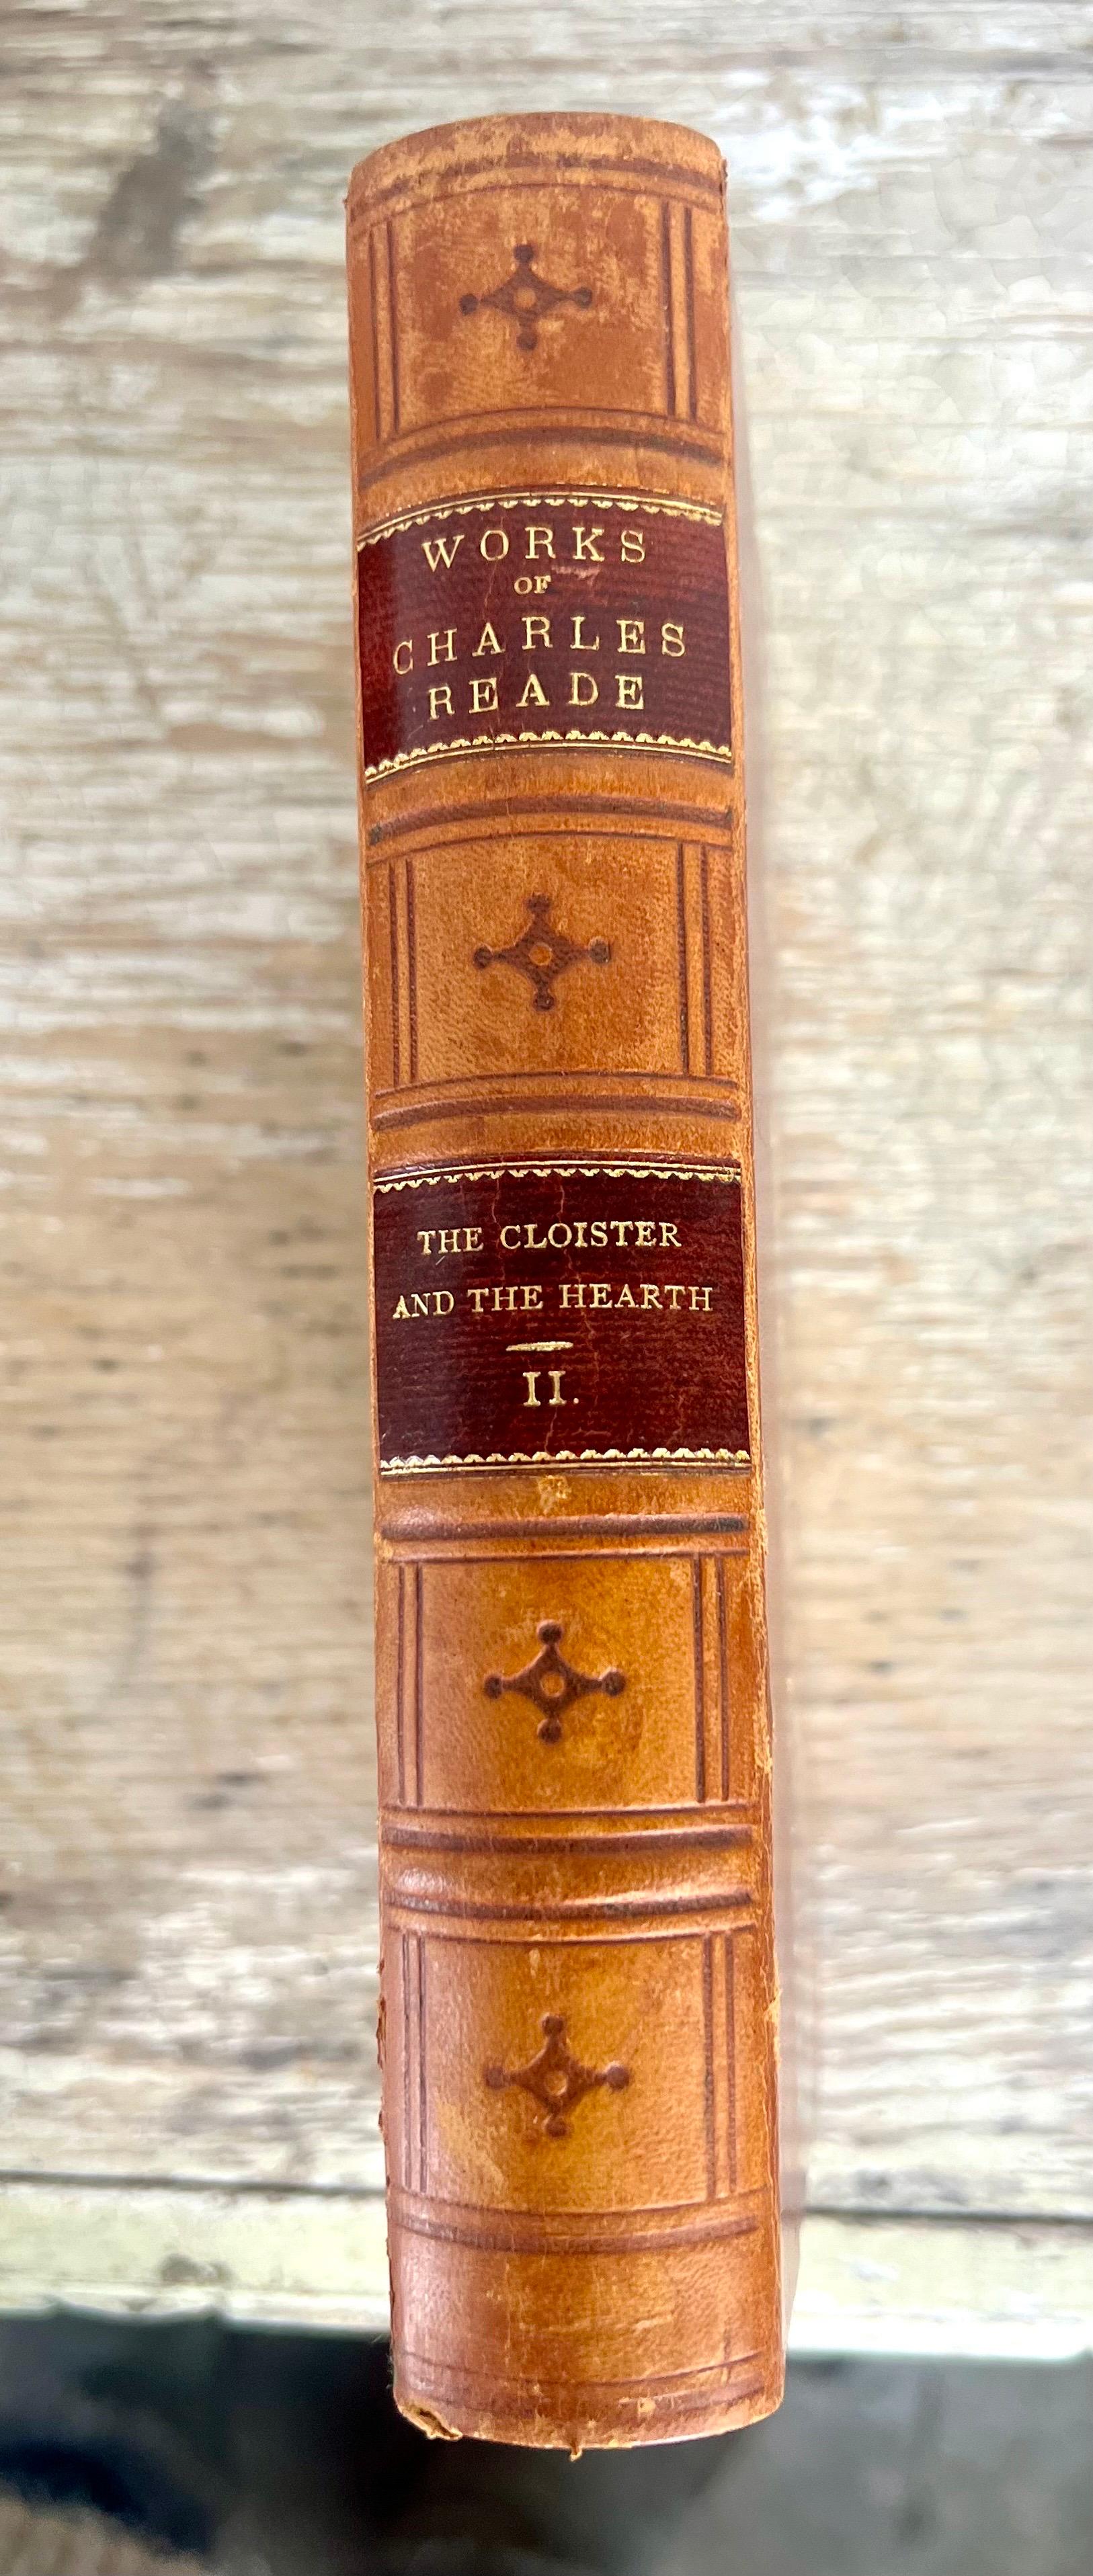 WORKS
OF
CHARLES
READE
THE CLOISTER
AND THE HEARTH
II.